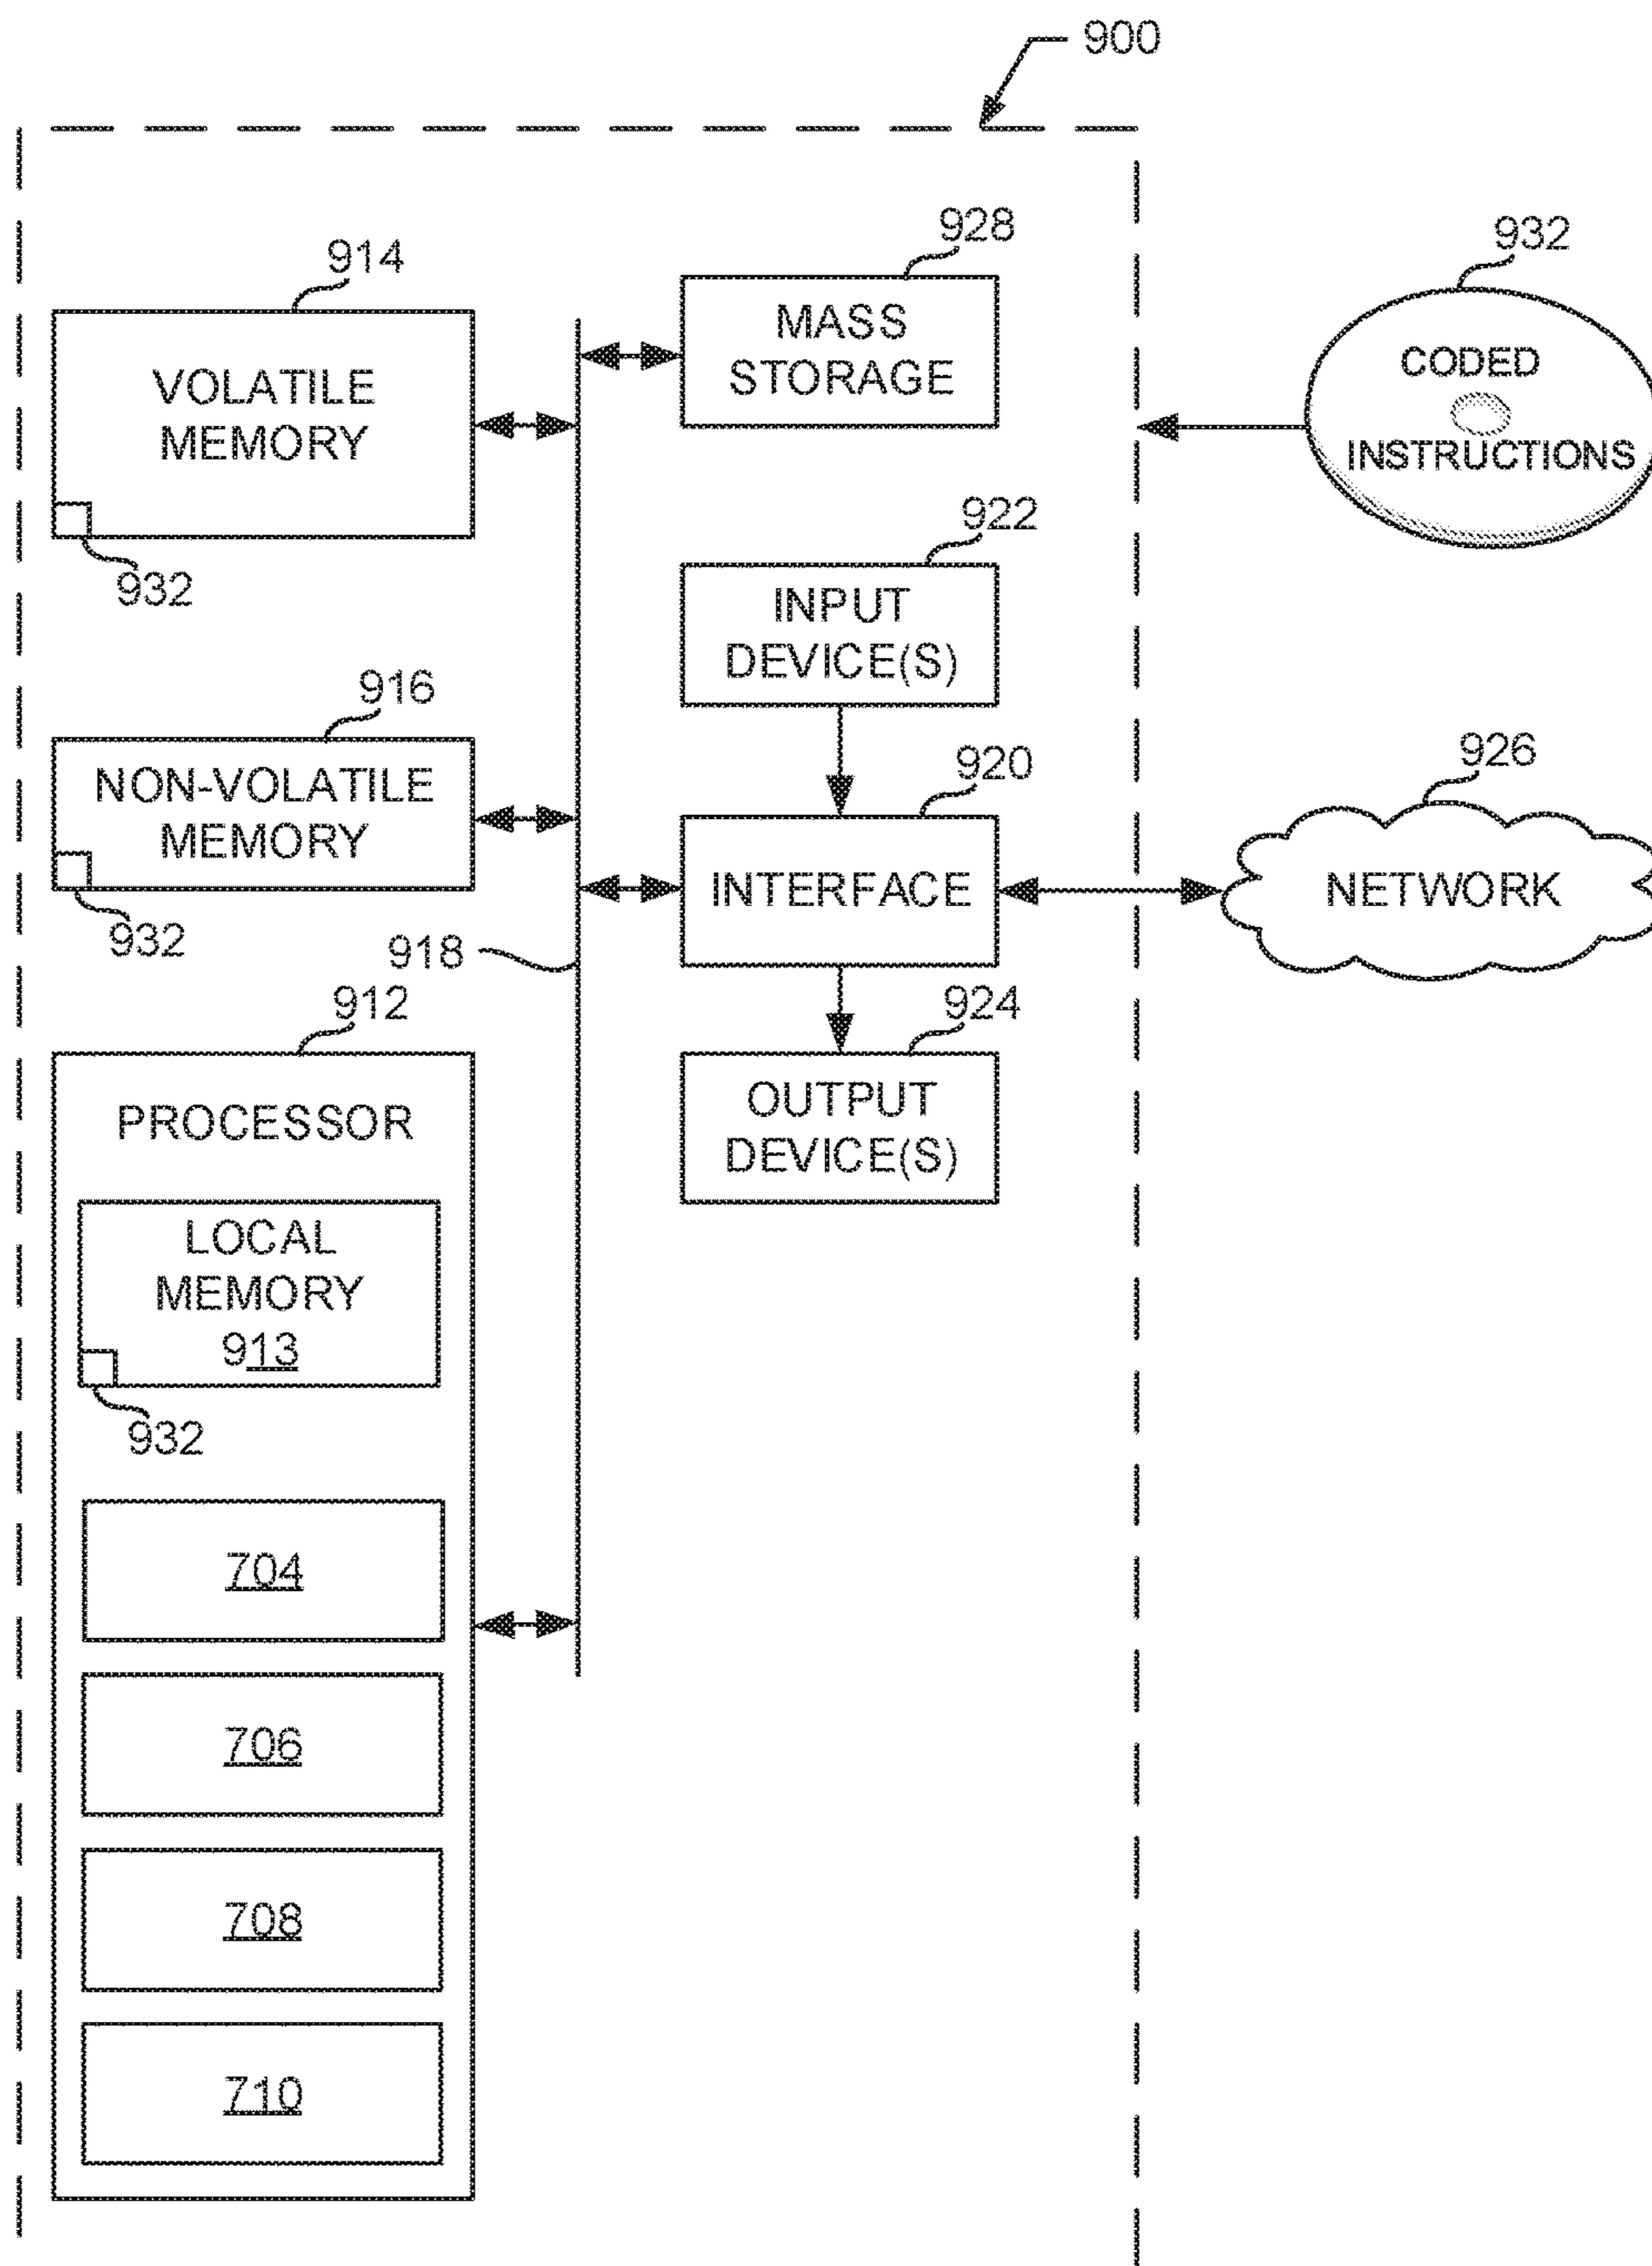 900
914
VOLATILE
MEMORY
932
916
NON-VOLATILE
MEMORY
932
918
912
PROCESSOR
LOCAL
MEMORY
913
932
704
706
708
710
928
MASS
STORAGE
922
INPUT
DEVICE(S)
920
INTERFACE
924
OUTPUT
DEVICE(S)
932
CODED
INSTRUCTIONS
926
NETWORK